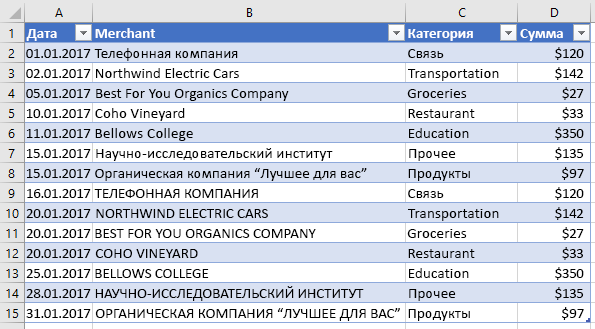 A B C D
1 Дата Merchant Категория Сумма
2 01.01.2017 Телефонная компания Связь $120
3 02.01.2017 Northwind Electric Cars Transportation $142
4 05.01.2017 Best For You Organics Company Groceries $27
5 10.01.2017 Coho Vineyard Restaurant $33
6 11.01.2017 Bellows College Education $350
7 15.01.2017 Научно-исследовательский институт Прочее $135
8 15.01.2017 Органическая компания “Лучшее для вас” Продукты $97
9 16.01.2017 ТЕЛЕФОННАЯ КОМПАНИЯ Связь $120
10 20.01.2017 NORTHWIND ELECTRIC CARS Transportation $142
11 20.01.2017 BEST FOR YOU ORGANICS COMPANY Groceries $27
12 20.01.2017 COHO VINEYARD Restaurant $33
13 25.01.2017 BELLOWS COLLEGE Education $350
14 28.01.2017 НАУЧНО-ИССЛЕДОВАТЕЛЬСКИЙ ИНСТИТУТ Прочее $135
15 31.01.2017 ОРГАНИЧЕСКАЯ КОМПАНИЯ “ЛУЧШЕЕ ДЛЯ ВАС” Продукты $97